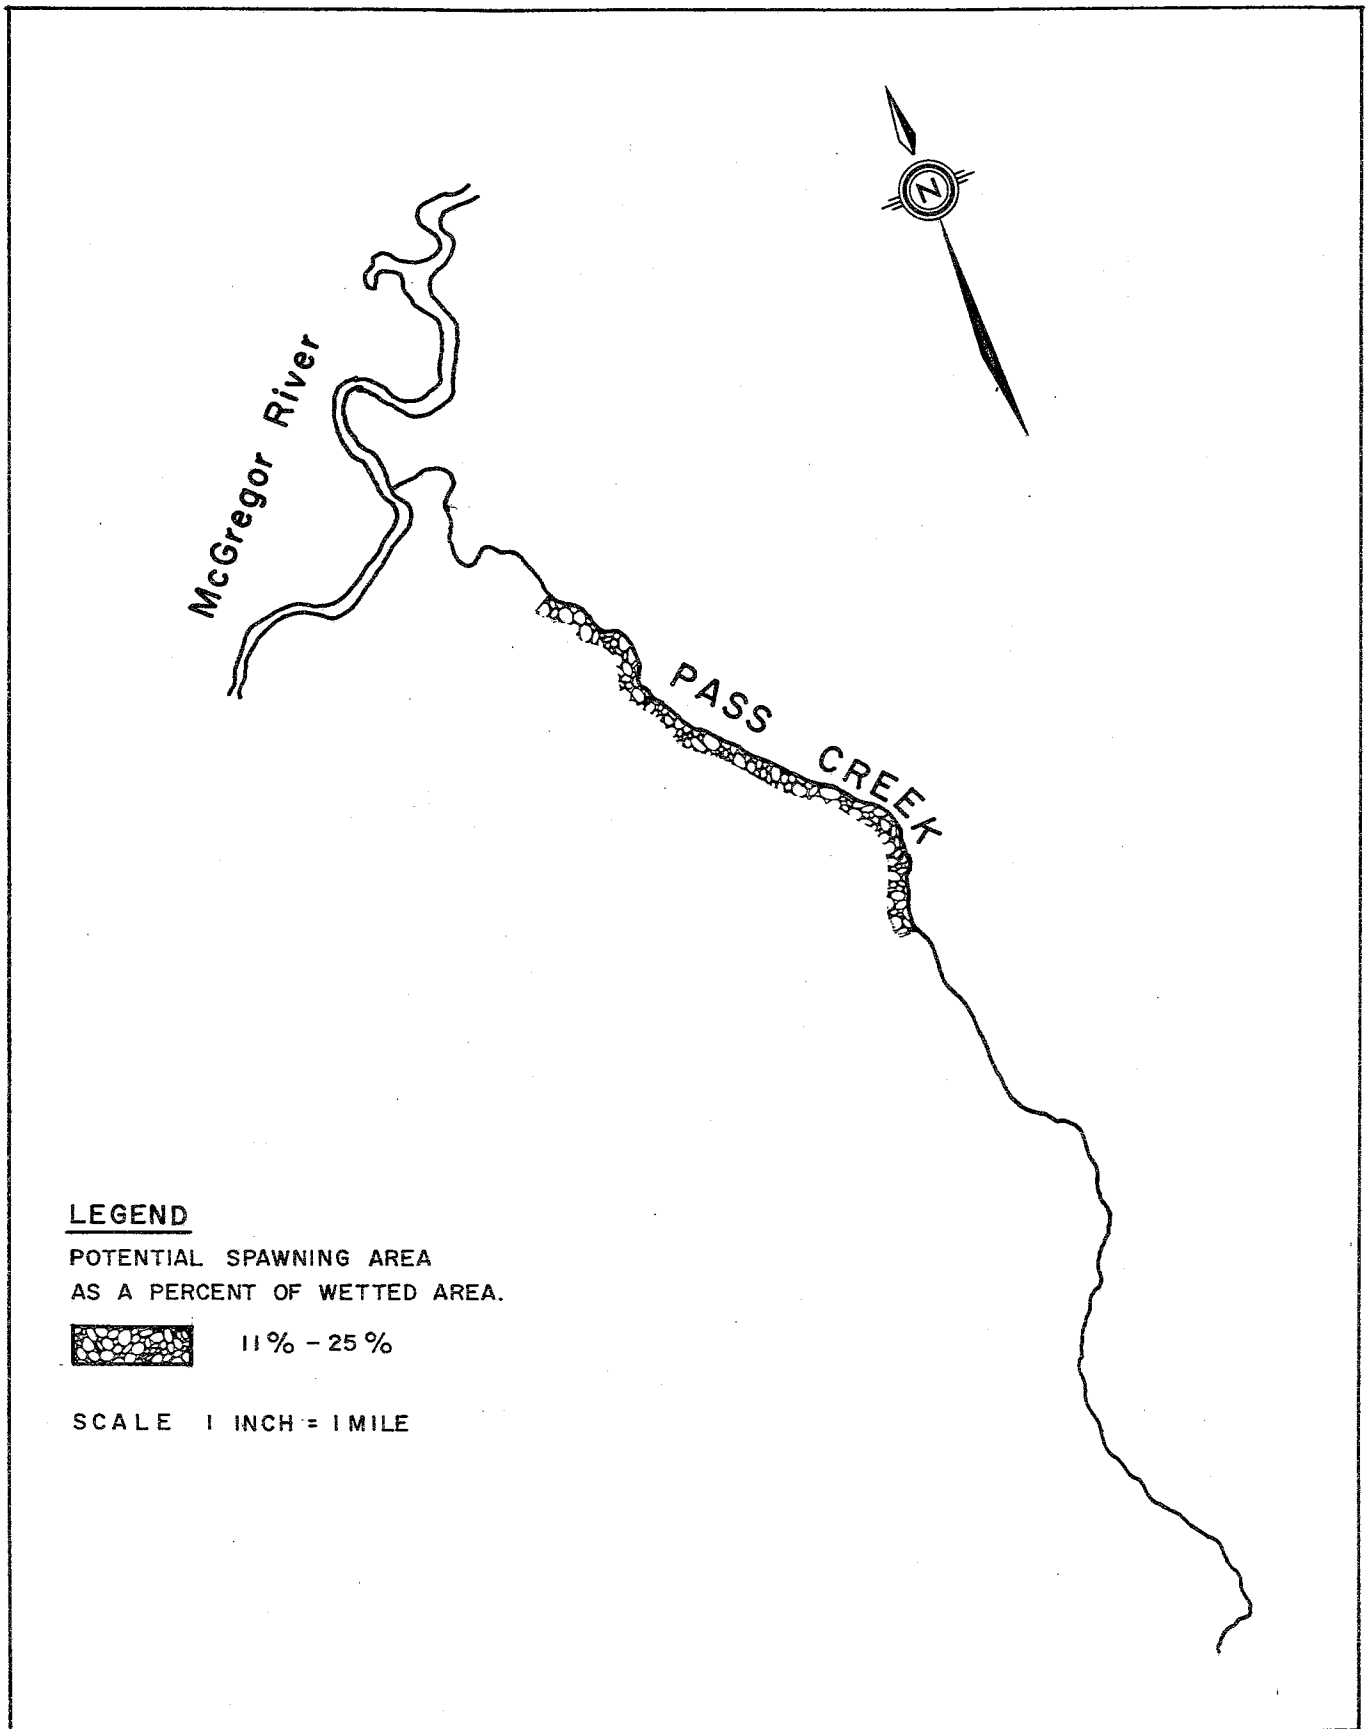 N
McGregor River
PASS CREEK
LEGEND
POTENTIAL SPAWNING AREA
AS A PERCENT OF WETTED AREA.
11% - 25%
SCALE 1 INCH = 1 MILE